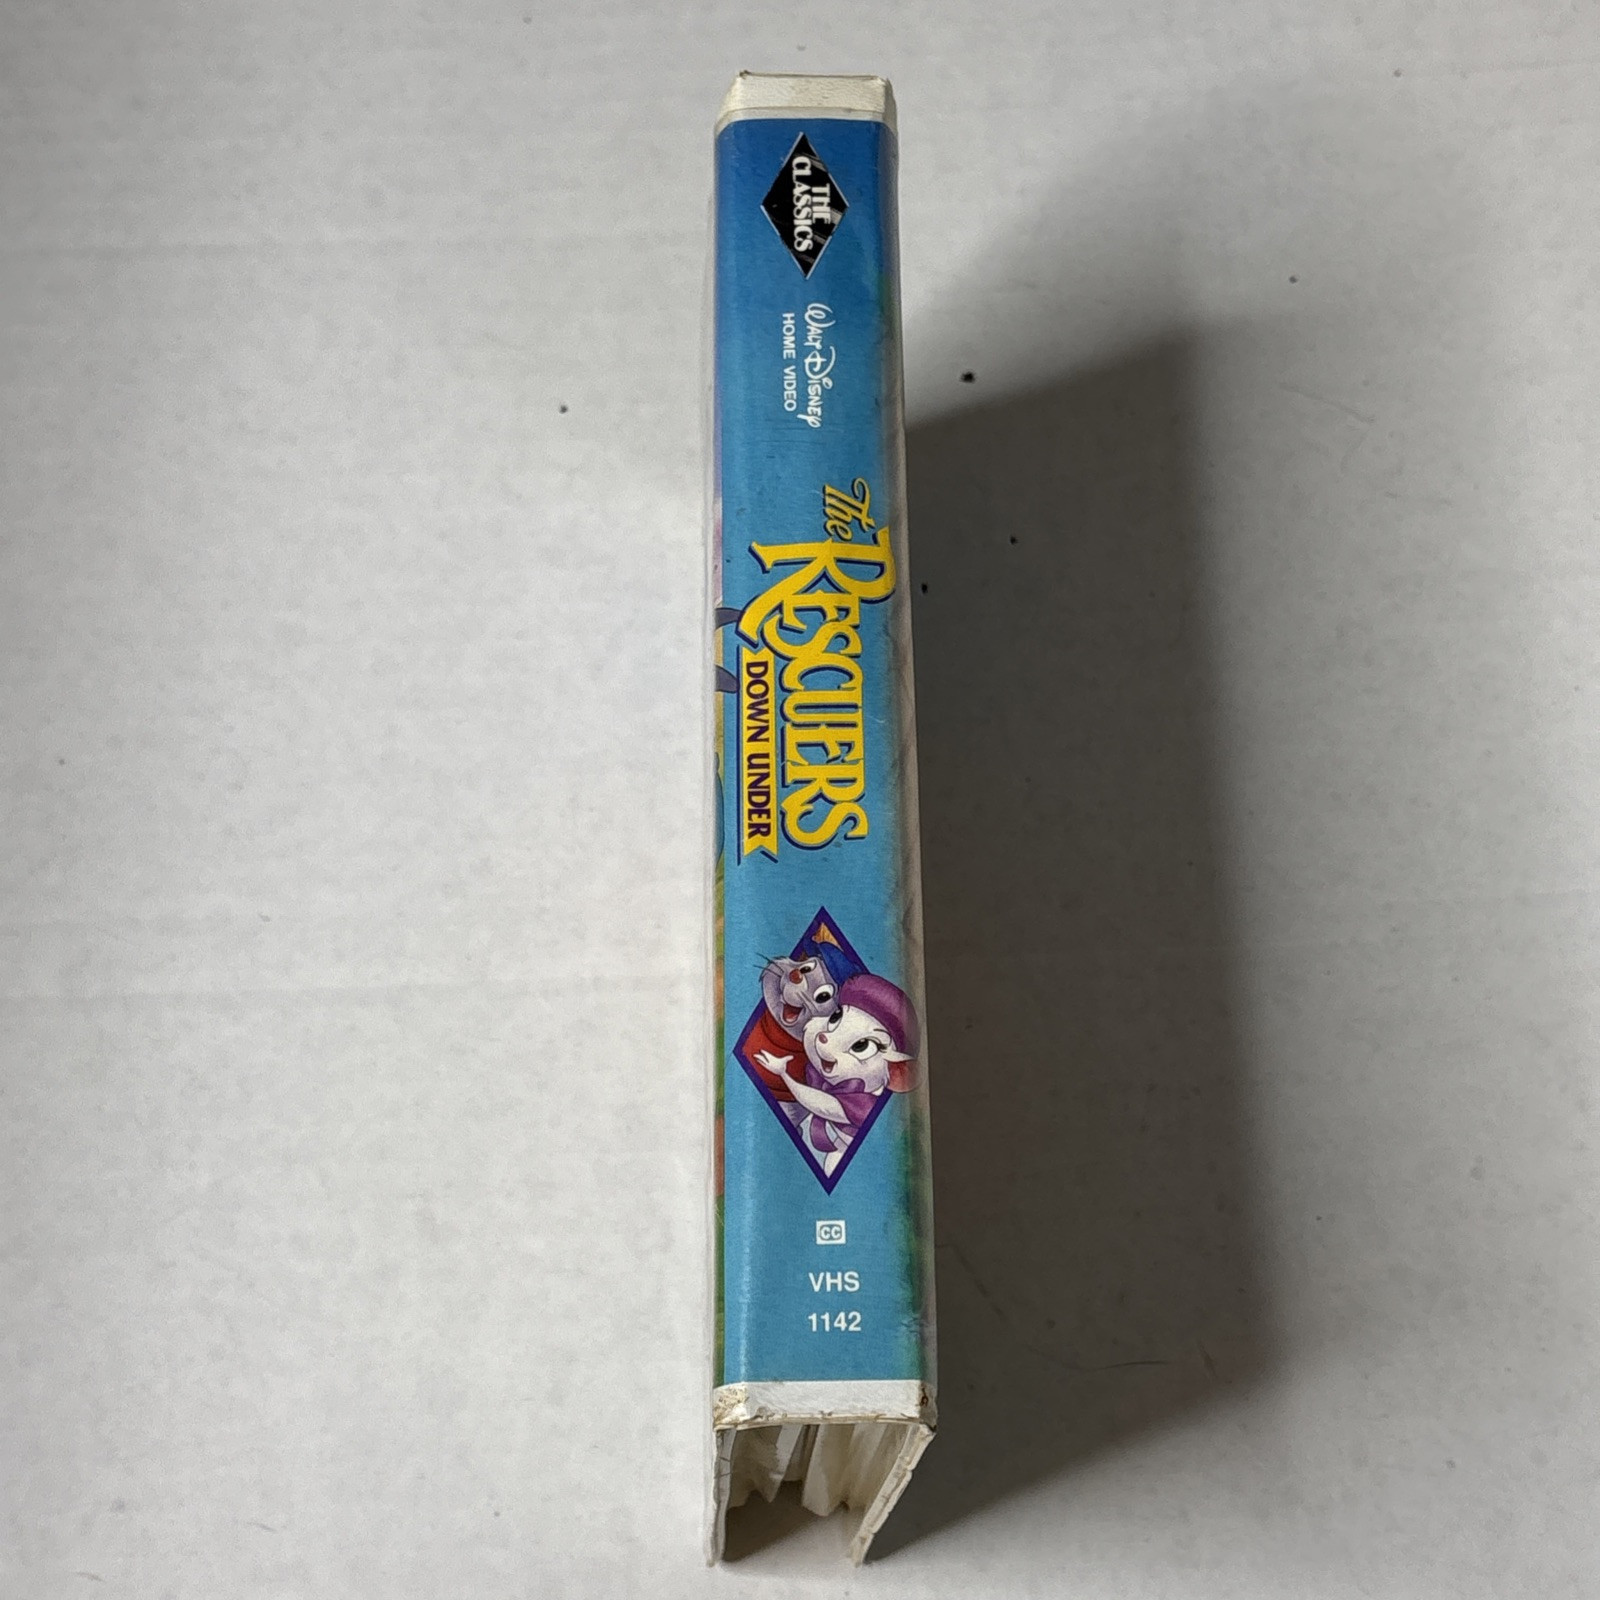 THE
CLASSICS
WALT DISNEY
HOME VIDEO
The
RESCUERS
DOWN UNDER
CC
VHS
1142